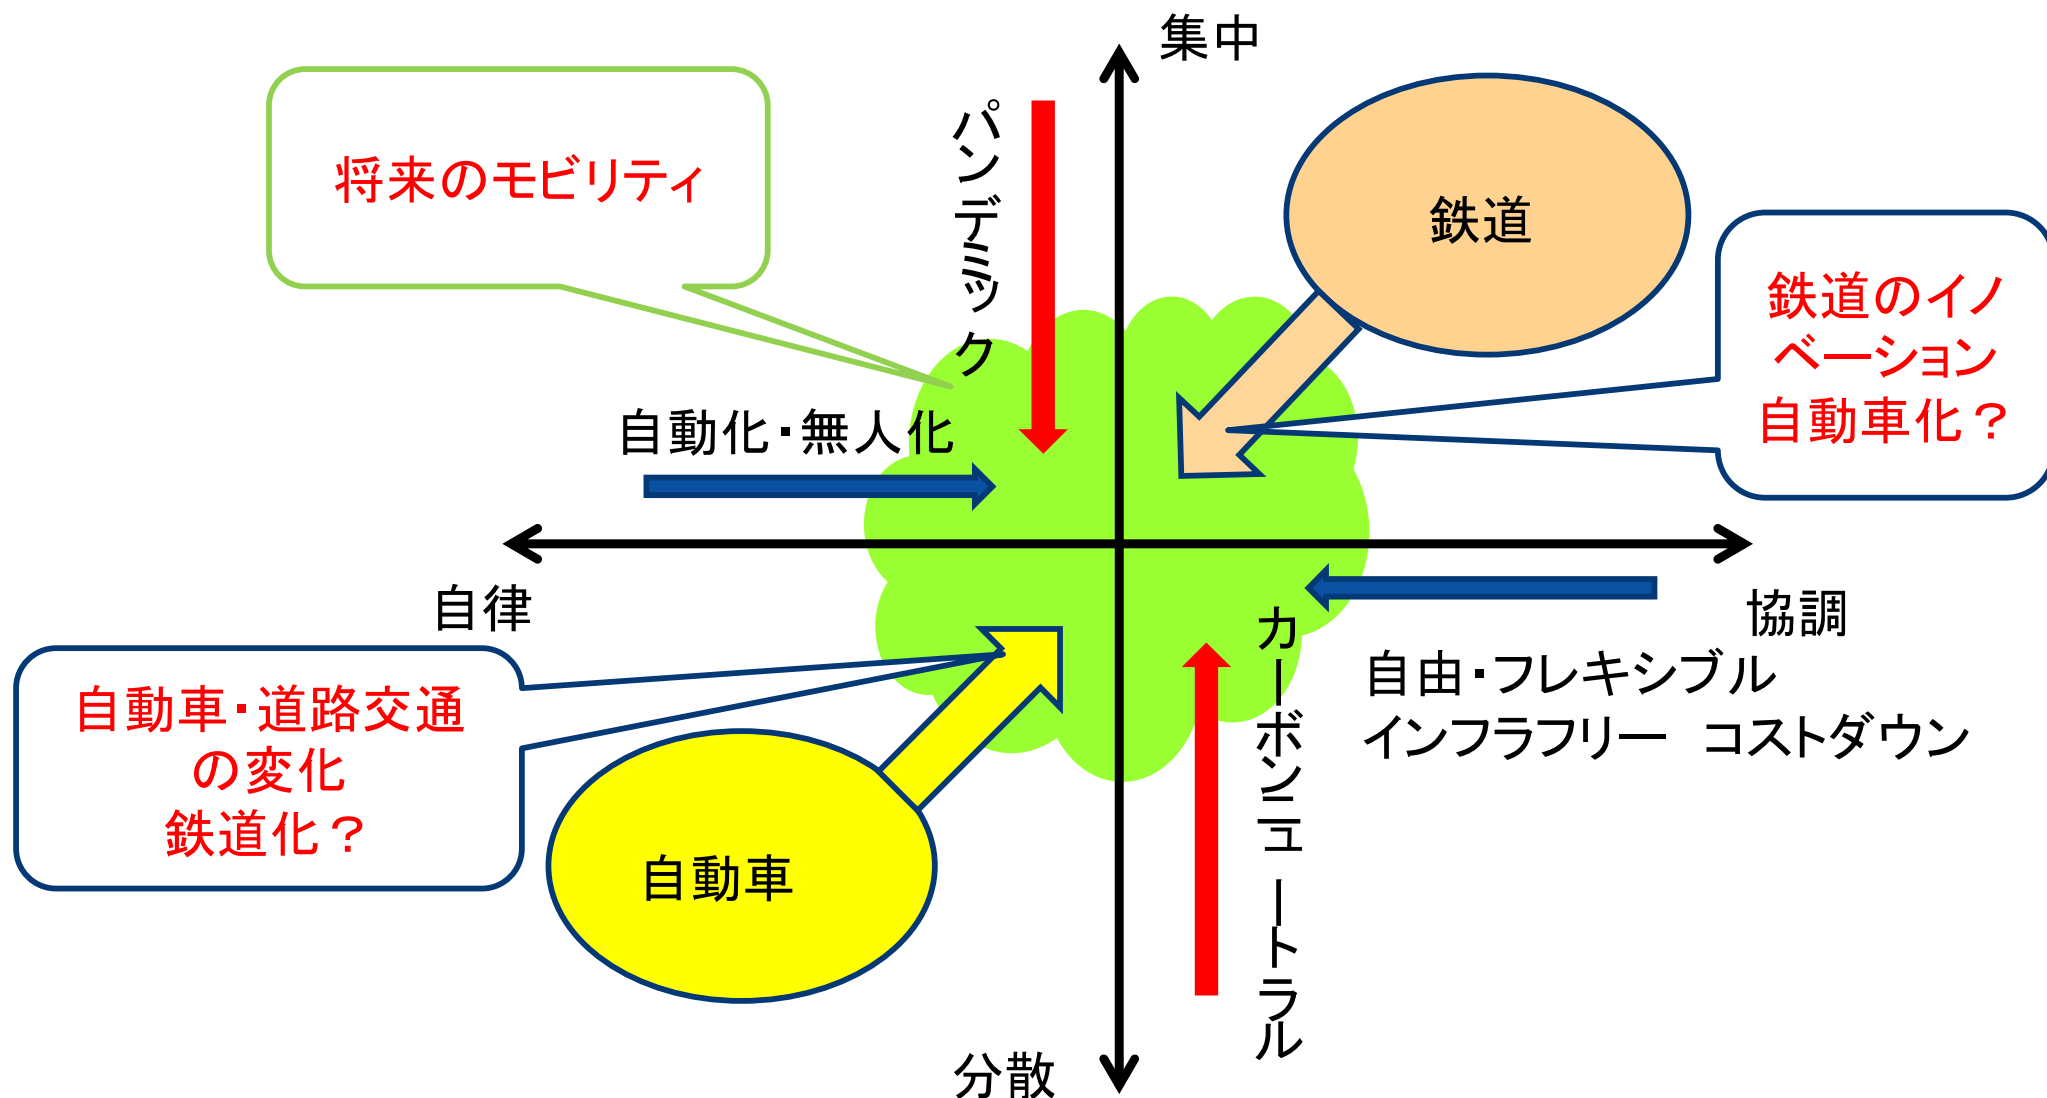 集中
パンデミック
将来のモビリティ
鉄道
鉄道のイノ
ベーション
自動車化？
自動化・無人化
自律
協調
自動車・道路交通
の変化
鉄道化？
カーボンニュートラル
自由・フレキシブル
インフラフリー　コストダウン
自動車
分散